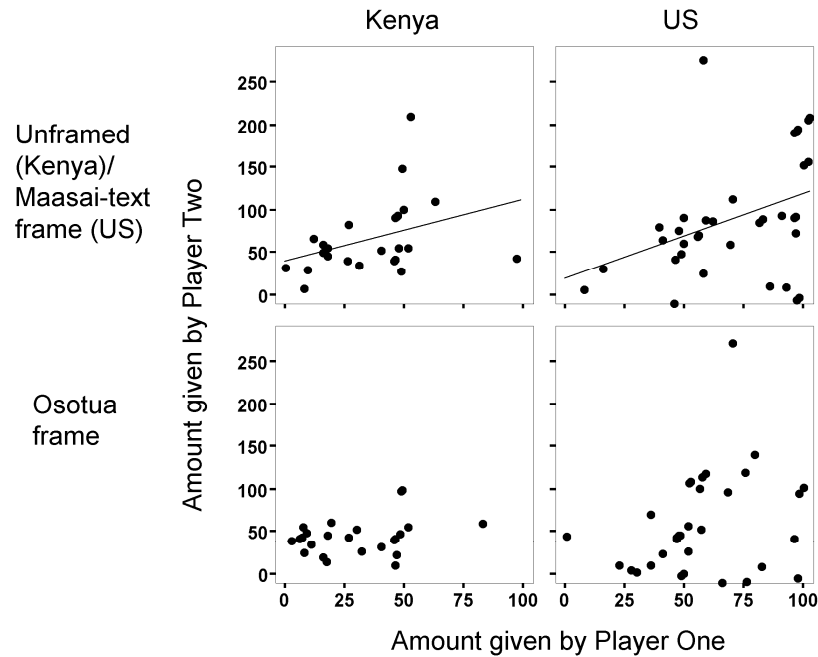 Kenya
US
Unframed
(Kenya)/
Maasai-text
frame (US)
Osotua
frame
Amount given by Player Two
250
200
150
100
50
0
250
200
150
100
50
0
0 25 50 75 100
0 25 50 75 100
Amount given by Player One